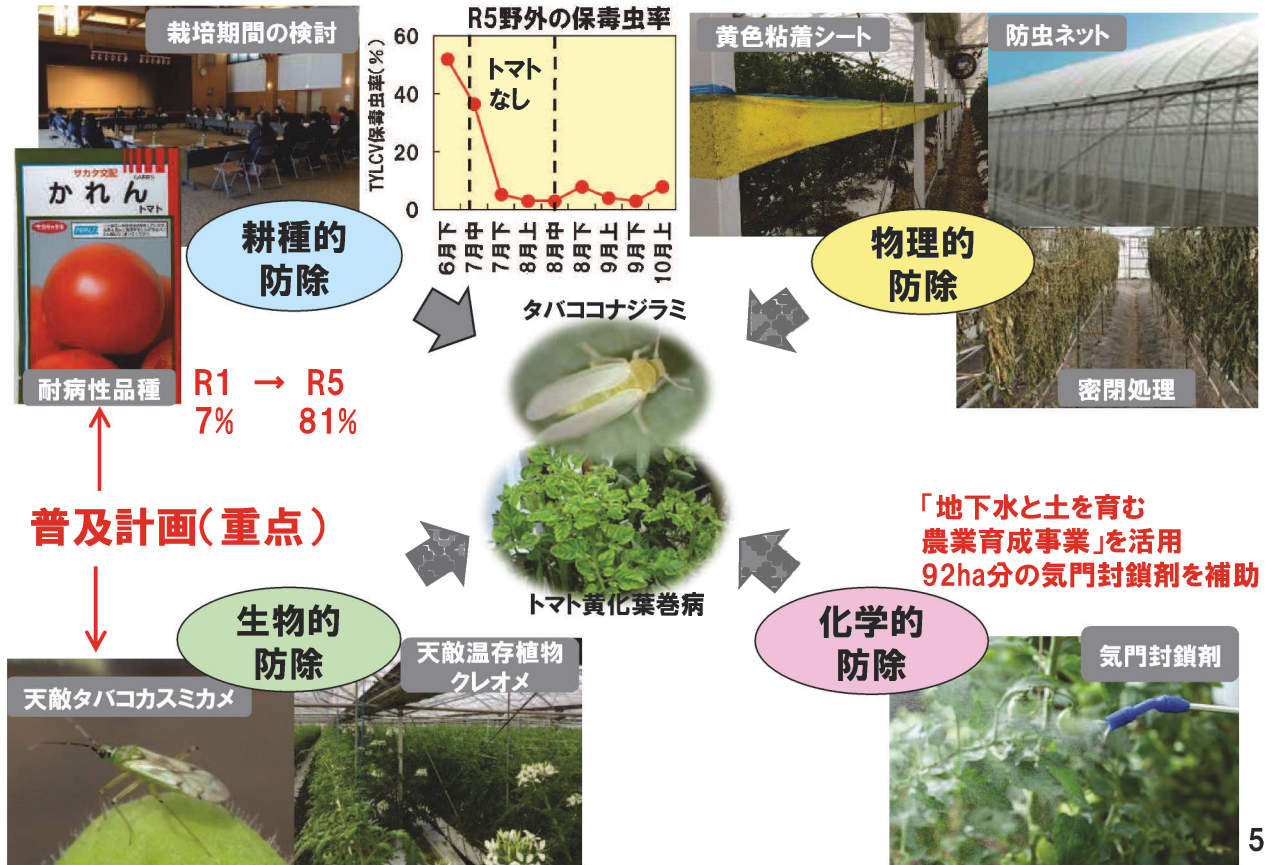 栽培期間の検討
サカタ交配
かれん
トマト
耐病性品種
耕種的
防除
R1 → R5
7% 81%
R5野外の保毒虫率
TYLCV保毒虫率(%)
60
40
20
0
トマト
なし
6月下
7月中
7月下
8月上
8月中
8月下
9月上
9月下
10月上
黄色粘着シート
防虫ネット
物理的
防除
密閉処理
タバココナジラミ
トマト黄化葉巻病
普及計画(重点)
生物的
防除
天敵タバコカスミカメ
天敵温存植物
クレオメ
「地下水と土を育む
農業育成事業」を活用
92ha分の気門封鎖剤を補助
化学的
防除
気門封鎖剤
5